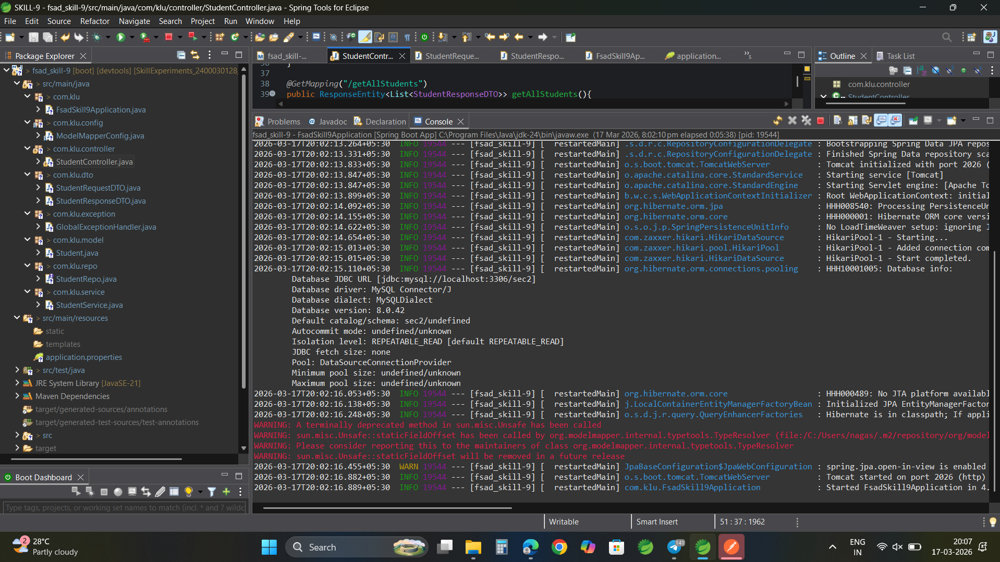 SKILL-9 - fsad_skill-9/src/main/java/com/klu/controller/StudentController.java - Spring Tools for Eclipse
File Edit Source Refactor Navigate Search Project Run Window Help
Package Explorer
> fsad_skill-9 [boot] [devtools] [SkillExperiments_2400030128_
> src/main/java
> com.klu
FsadSkill9Application.java
> com.klu.config
ModelMapperConfig.java
> com.klu.controller
StudentController.java
> com.klu.dto
StudentRequestDTO.java
StudentResponseDTO.java
> com.klu.exception
GlobalExceptionHandler.java
> com.klu.model
Student.java
> com.klu.repo
StudentRepo.java
> com.klu.service
StudentService.java
> src/main/resources
static
templates
application.properties
> src/test/java
JRE System Library [JavaSE-21]
Maven Dependencies
target/generated-sources/annotations
target/generated-test-sources/test-annotations
> src
target
Boot Dashboard
Type tags, projects, or working set names to match (incl. * and ? wildc
fsad_skill-... StudentContr... StudentReque... StudentRespo... FsadSkill9Ap... application... »5
36 }
37
38 @GetMapping("/getAllStudents")
39 public ResponseEntity<List<StudentResponseDTO>> getAllStudents(){
Outline Task List
com.klu.controller
StudentController
Problems Javadoc Declaration Console
fsad_skill-9 - FsadSkill9Application [Spring Boot App] C:\Program Files\Java\jdk-24\bin\javaw.exe (17 Mar 2026, 8:02:10 pm elapsed 0:05:38) [pid: 19544]
2026-03-17T20:02:13.264+05:30 INFO 19544 --- [fsad_skill-9] [ restartedMain] .s.d.r.c.RepositoryConfigurationDelegate : Bootstrapping Spring Data JPA repos
2026-03-17T20:02:13.331+05:30 INFO 19544 --- [fsad_skill-9] [ restartedMain] .s.d.r.c.RepositoryConfigurationDelegate : Finished Spring Data repository sca
2026-03-17T20:02:13.833+05:30 INFO 19544 --- [fsad_skill-9] [ restartedMain] o.s.boot.tomcat.TomcatWebServer : Tomcat initialized with port 2026 (
2026-03-17T20:02:13.847+05:30 INFO 19544 --- [fsad_skill-9] [ restartedMain] o.apache.catalina.core.StandardService : Starting service [Tomcat]
2026-03-17T20:02:13.847+05:30 INFO 19544 --- [fsad_skill-9] [ restartedMain] o.apache.catalina.core.StandardEngine : Starting Servlet engine: [Apache To
2026-03-17T20:02:13.899+05:30 INFO 19544 --- [fsad_skill-9] [ restartedMain] b.w.c.s.WebApplicationContextInitializer : Root WebApplicationContext: initial
2026-03-17T20:02:14.092+05:30 INFO 19544 --- [fsad_skill-9] [ restartedMain] org.hibernate.orm.jpa : HHH008540: Processing PersistenceUn
2026-03-17T20:02:14.155+05:30 INFO 19544 --- [fsad_skill-9] [ restartedMain] org.hibernate.orm.core : HHH000001: Hibernate ORM core versi
2026-03-17T20:02:14.622+05:30 INFO 19544 --- [fsad_skill-9] [ restartedMain] o.s.o.j.p.SpringPersistenceUnitInfo : No LoadTimeWeaver setup: ignoring J
2026-03-17T20:02:14.654+05:30 INFO 19544 --- [fsad_skill-9] [ restartedMain] com.zaxxer.hikari.HikariDataSource : HikariPool-1 - Starting...
2026-03-17T20:02:15.013+05:30 INFO 19544 --- [fsad_skill-9] [ restartedMain] com.zaxxer.hikari.pool.HikariPool : HikariPool-1 - Added connection com
2026-03-17T20:02:15.015+05:30 INFO 19544 --- [fsad_skill-9] [ restartedMain] com.zaxxer.hikari.HikariDataSource : HikariPool-1 - Start completed.
2026-03-17T20:02:15.110+05:30 INFO 19544 --- [fsad_skill-9] [ restartedMain] org.hibernate.orm.connections.pooling : HHH10001005: Database info:
Database JDBC URL [jdbc:mysql://localhost:3306/sec2]
Database driver: MySQL Connector/J
Database dialect: MySQLDialect
Database version: 8.0.42
Default catalog/schema: sec2/undefined
Autocommit mode: undefined/unknown
Isolation level: REPEATABLE_READ [default REPEATABLE_READ]
JDBC fetch size: none
Pool: DataSourceConnectionProvider
Minimum pool size: undefined/unknown
Maximum pool size: undefined/unknown
2026-03-17T20:02:16.053+05:30 INFO 19544 --- [fsad_skill-9] [ restartedMain] org.hibernate.orm.core : HHH000489: No JTA platform availabl
2026-03-17T20:02:16.138+05:30 INFO 19544 --- [fsad_skill-9] [ restartedMain] j.LocalContainerEntityManagerFactoryBean : Initialized JPA EntityManagerFactor
2026-03-17T20:02:16.248+05:30 INFO 19544 --- [fsad_skill-9] [ restartedMain] o.s.d.j.r.query.QueryEnhancerFactories : Hibernate is in classpath; If appli
WARNING: A terminally deprecated method in sun.misc.Unsafe has been called
WARNING: sun.misc.Unsafe::staticFieldOffset has been called by org.modelmapper.internal.typetools.TypeResolver (file:/C:/Users/nagas/.m2/repository/org/model
WARNING: Please consider reporting this to the maintainers of class org.modelmapper.internal.typetools.TypeResolver
WARNING: sun.misc.Unsafe::staticFieldOffset will be removed in a future release
2026-03-17T20:02:16.455+05:30 WARN 19544 --- [fsad_skill-9] [ restartedMain] JpaBaseConfiguration$JpaWebConfiguration : spring.jpa.open-in-view is enabled
2026-03-17T20:02:16.882+05:30 INFO 19544 --- [fsad_skill-9] [ restartedMain] o.s.boot.tomcat.TomcatWebServer : Tomcat started on port 2026 (http)
2026-03-17T20:02:16.889+05:30 INFO 19544 --- [fsad_skill-9] [ restartedMain] com.klu.FsadSkill9Application : Started FsadSkill9Application in 4.
Writable Smart Insert 51 : 37 : 1962
2
28°C
Partly cloudy
Search
141
ENG
IN
20:07
17-03-2026